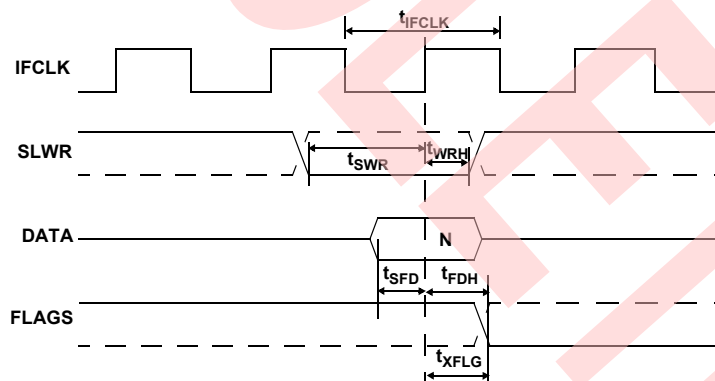 tIFCLK
IFCLK
SLWR
tSWR
tWRH
DATA
N
tSFD
tFDH
FLAGS
tXFLG